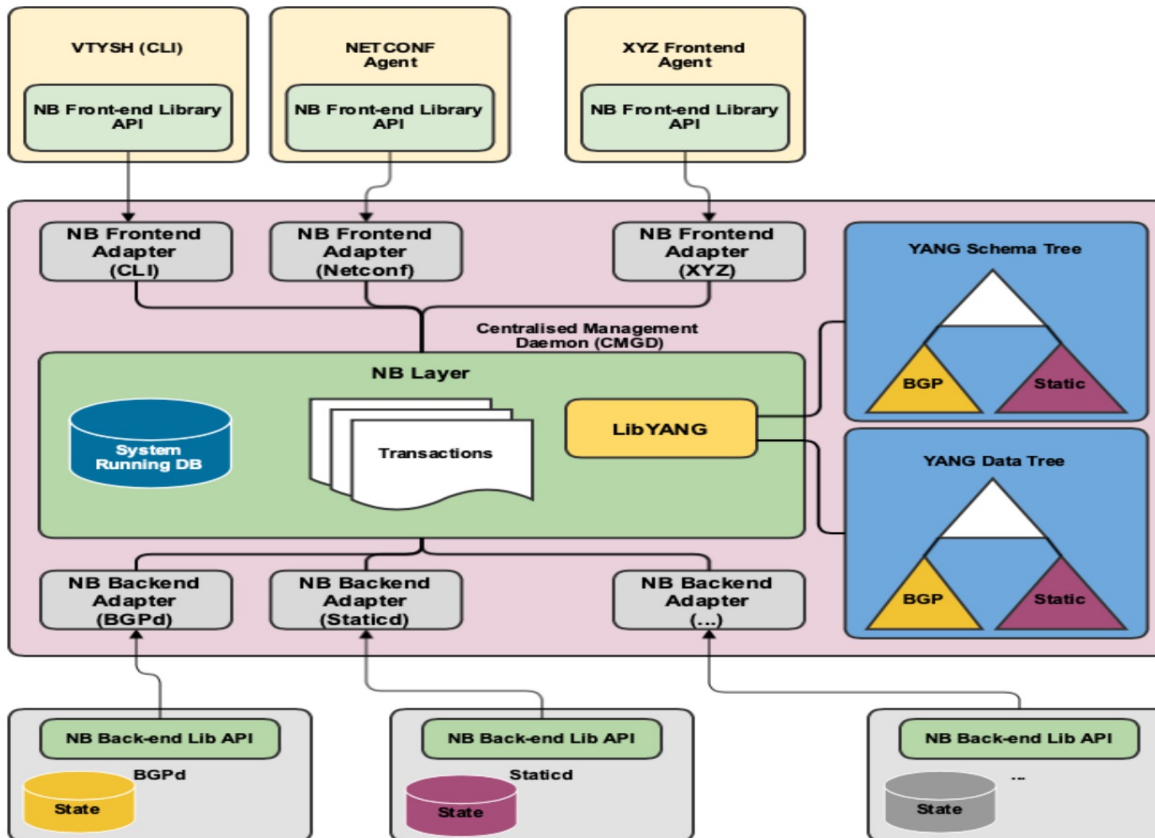 VTYSH (CLI)
NB Front-end Library
API
NETCONF
Agent
NB Front-end Library
API
XYZ Frontend
Agent
NB Front-end Library
API
NB Frontend
Adapter
(CLI)
NB Frontend
Adapter
(Netconf)
NB Frontend
Adapter
(XYZ)
Centralised Management
Daemon (CMGD)
NB Layer
System
Running DB
Transactions
LibYANG
YANG Schema Tree
BGP
Static
YANG Data Tree
BGP
Static
NB Backend
Adapter
(BGPd)
NB Backend
Adapter
(Staticd)
NB Backend
Adapter
(...)
NB Back-end Lib API
BGPd
State
NB Back-end Lib API
Staticd
State
NB Back-end Lib API
...
State